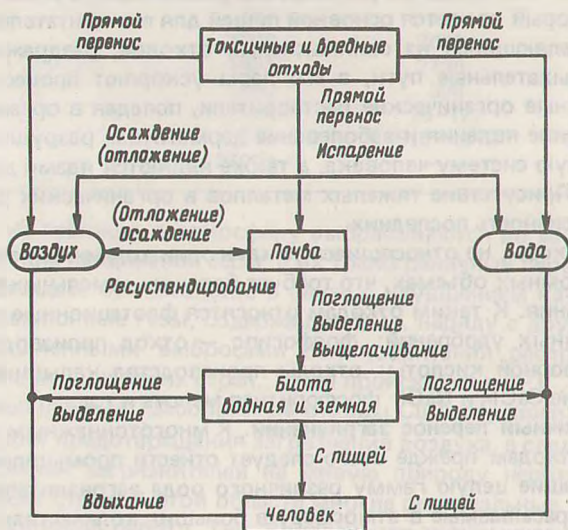 Прямой перенос
Токсичные и вредные отходы
Прямой перенос
Прямой перенос
Испарение
Осаждение (отложение)
(Отложение) Осаждение
Воздух
Почва
Вода
Ресуспендирование
Поглощение
Выделение
Выщелачивание
Поглощение
Выделение
Биота водная и земная
Поглощение
Выделение
С пищей
Вдыхание
Человек
С пищей